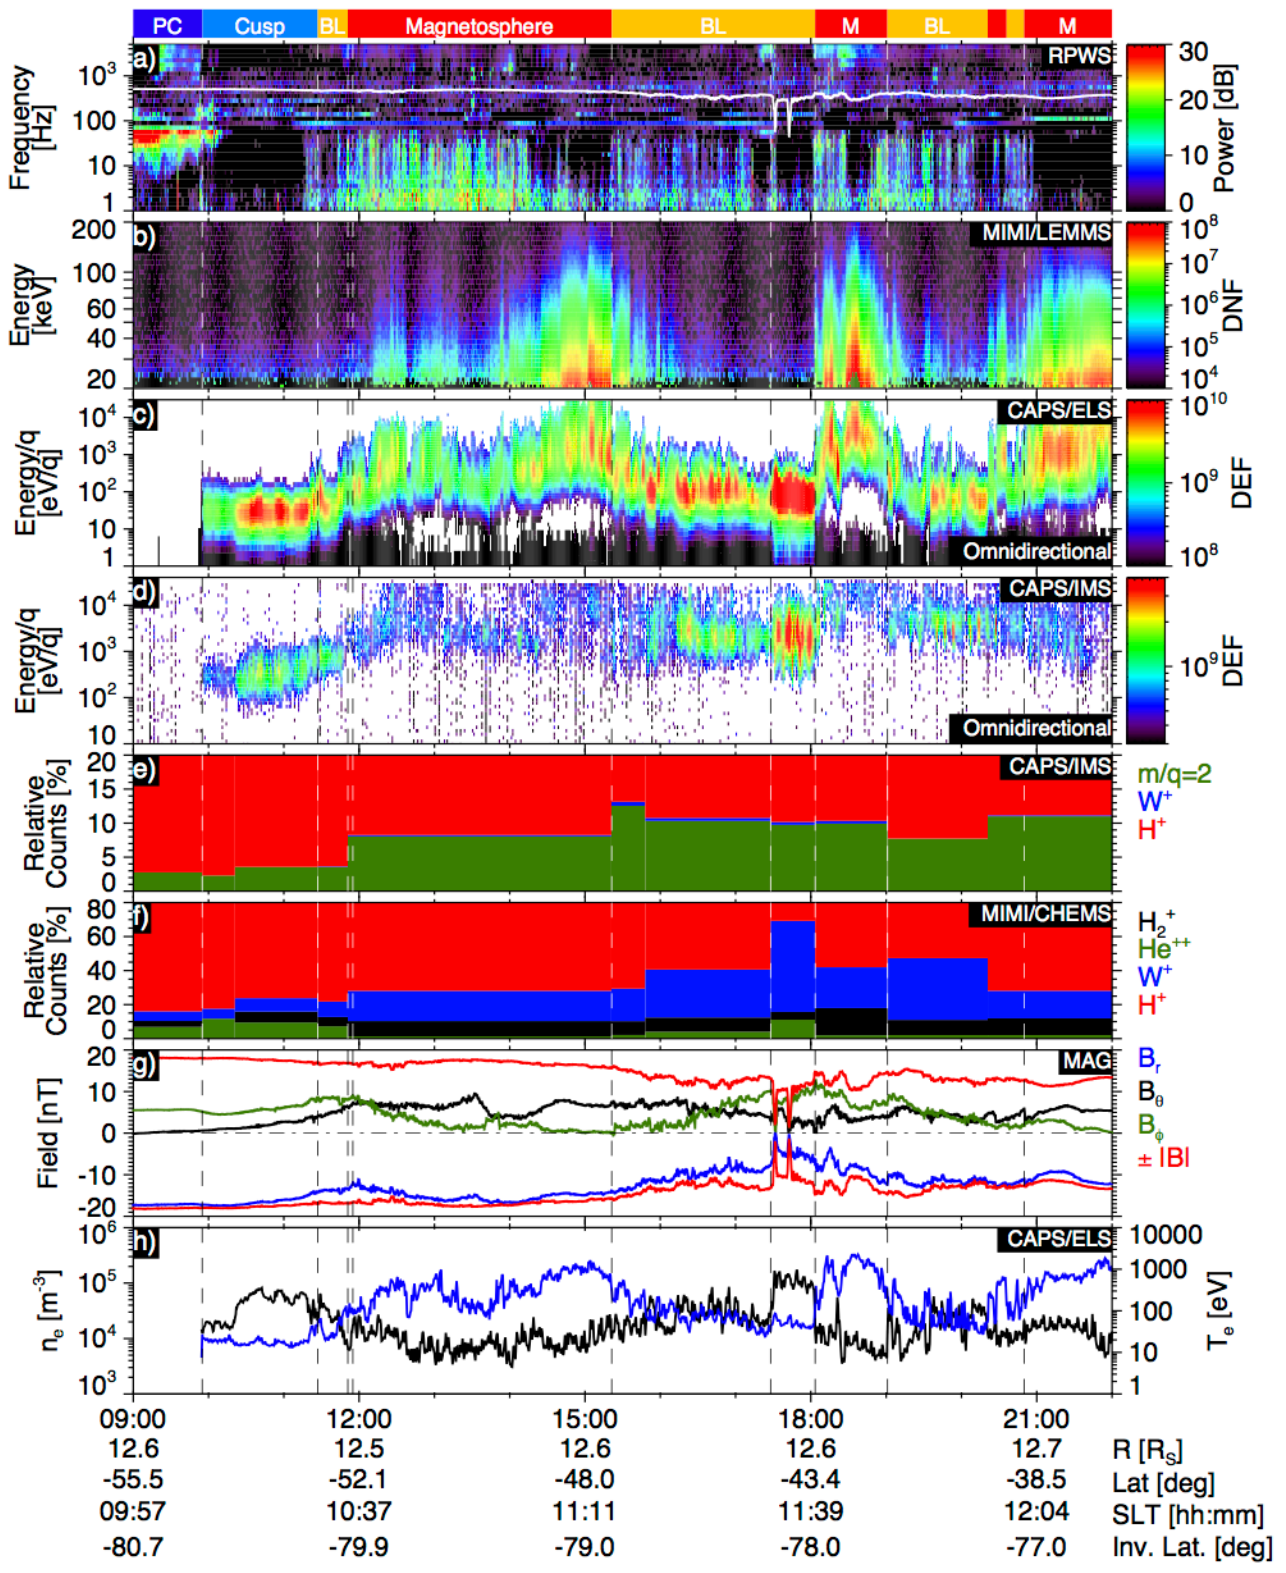 PC Cusp BL Magnetosphere BL M BL M
a) RPWS
Frequency [Hz]
10³
100
10
1
30
20
10
0
Power [dB]
b) MIMI/LEMMS
Energy [keV]
200
100
60
40
20
10⁸
10⁷
10⁶
10⁵
10⁴
DNF
c) CAPS/ELS
Energy/q [eV/q]
10⁴
10³
10²
10
1
Omnidirectional
10¹⁰
10⁹
10⁸
DEF
d) CAPS/IMS
Energy/q [eV/q]
10⁴
10³
10²
10
Omnidirectional
10⁹
DEF
e) CAPS/IMS
Relative Counts [%]
20
15
10
5
0
m/q=2
W⁺
H⁺
f) MIMI/CHEMS
Relative Counts [%]
80
60
40
20
0
H₂⁺
He⁺⁺
W⁺
H⁺
g) MAG
Field [nT]
20
10
0
-10
-20
Bᵣ
B_θ
B_ϕ
± |B|
h) CAPS/ELS
nₑ [m⁻³]
10⁶
10⁵
10⁴
10³
10000
1000
100
10
1
Tₑ [eV]
09:00 12:00 15:00 18:00 21:00
12.6 12.5 12.6 12.6 12.7 R [R_S]
-55.5 -52.1 -48.0 -43.4 -38.5 Lat [deg]
09:57 10:37 11:11 11:39 12:04 SLT [hh:mm]
-80.7 -79.9 -79.0 -78.0 -77.0 Inv. Lat. [deg]